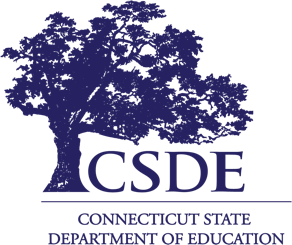 CSDE
CONNECTICUT STATE
DEPARTMENT OF EDUCATION